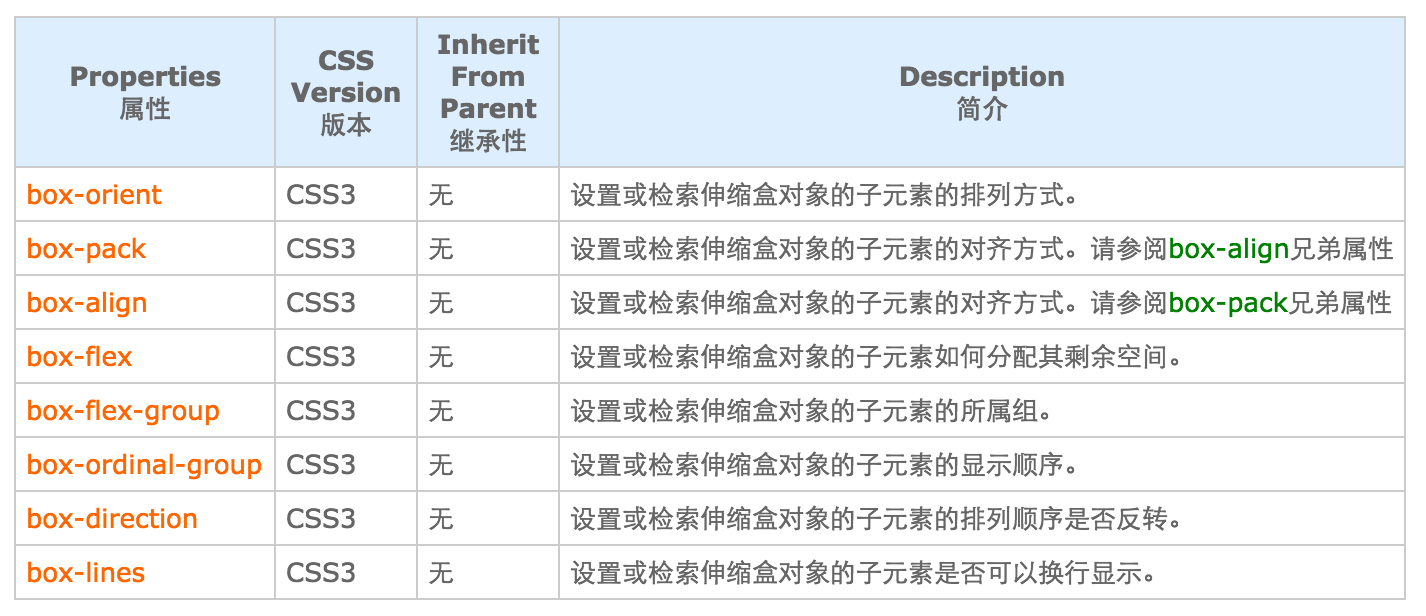 Properties
属性
CSS
Version
版本
Inherit
From
Parent
继承性
Description
简介
box-orient CSS3 无 设置或检索伸缩盒对象的子元素的排列方式。
box-pack CSS3 无 设置或检索伸缩盒对象的子元素的对齐方式。请参阅box-align兄弟属性
box-align CSS3 无 设置或检索伸缩盒对象的子元素的对齐方式。请参阅box-pack兄弟属性
box-flex CSS3 无 设置或检索伸缩盒对象的子元素如何分配其剩余空间。
box-flex-group CSS3 无 设置或检索伸缩盒对象的子元素的所属组。
box-ordinal-group CSS3 无 设置或检索伸缩盒对象的子元素的显示顺序。
box-direction CSS3 无 设置或检索伸缩盒对象的子元素的排列顺序是否反转。
box-lines CSS3 无 设置或检索伸缩盒对象的子元素是否可以换行显示。